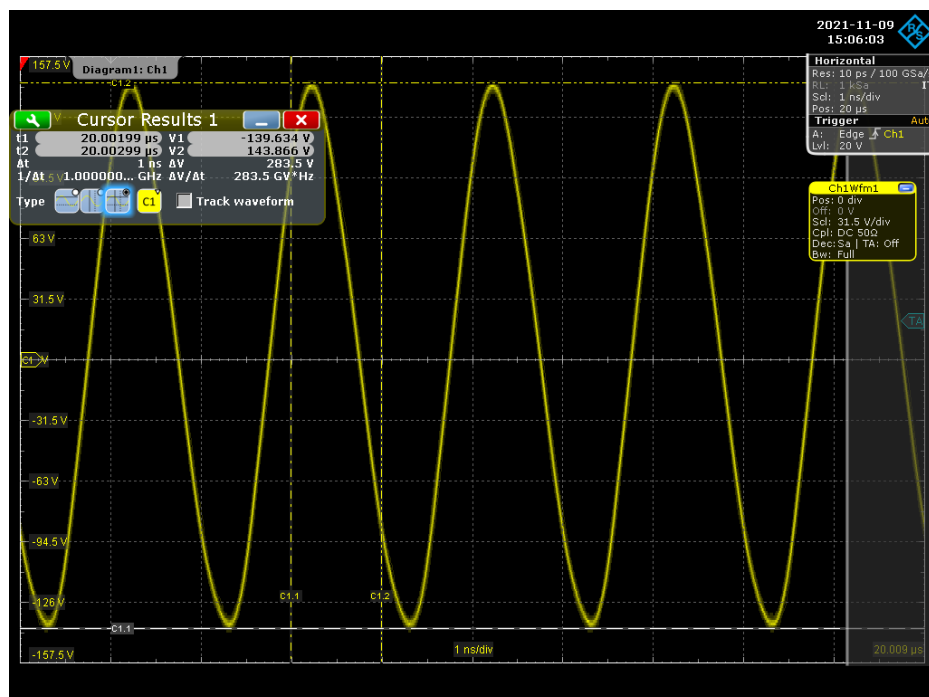 2021-11-09
15:06:03
157.5 V
Diagram1: Ch1
C1.2
Horizontal
Res: 10 ps / 100 GSa/
RL: 1 kSa
Scl: 1 ns/div
Pos: 20 µs
Trigger
Auto
A: Edge Ch1
Lvl: 20 V
Cursor Results 1
t1 20.00199 µs V1 -139.634 V
t2 20.00299 µs V2 143.866 V
Δt 1 ns ΔV 283.5 V
1/Δt 1.000000... GHz ΔV/Δt 283.5 GV*Hz
Type C1 Track waveform
Ch1Wfm1
Pos: 0 div
Off: 0 V
Scl: 31.5 V/div
Cpl: DC 50Ω
Dec: Sa | TA: Off
Bw: Full
63 V
31.5 V
TA
C1 V
-31.5 V
-63 V
-94.5 V
-126 V
C1.1
C1.2
C1.1
-157.5 V
1 ns/div
20.009 µs